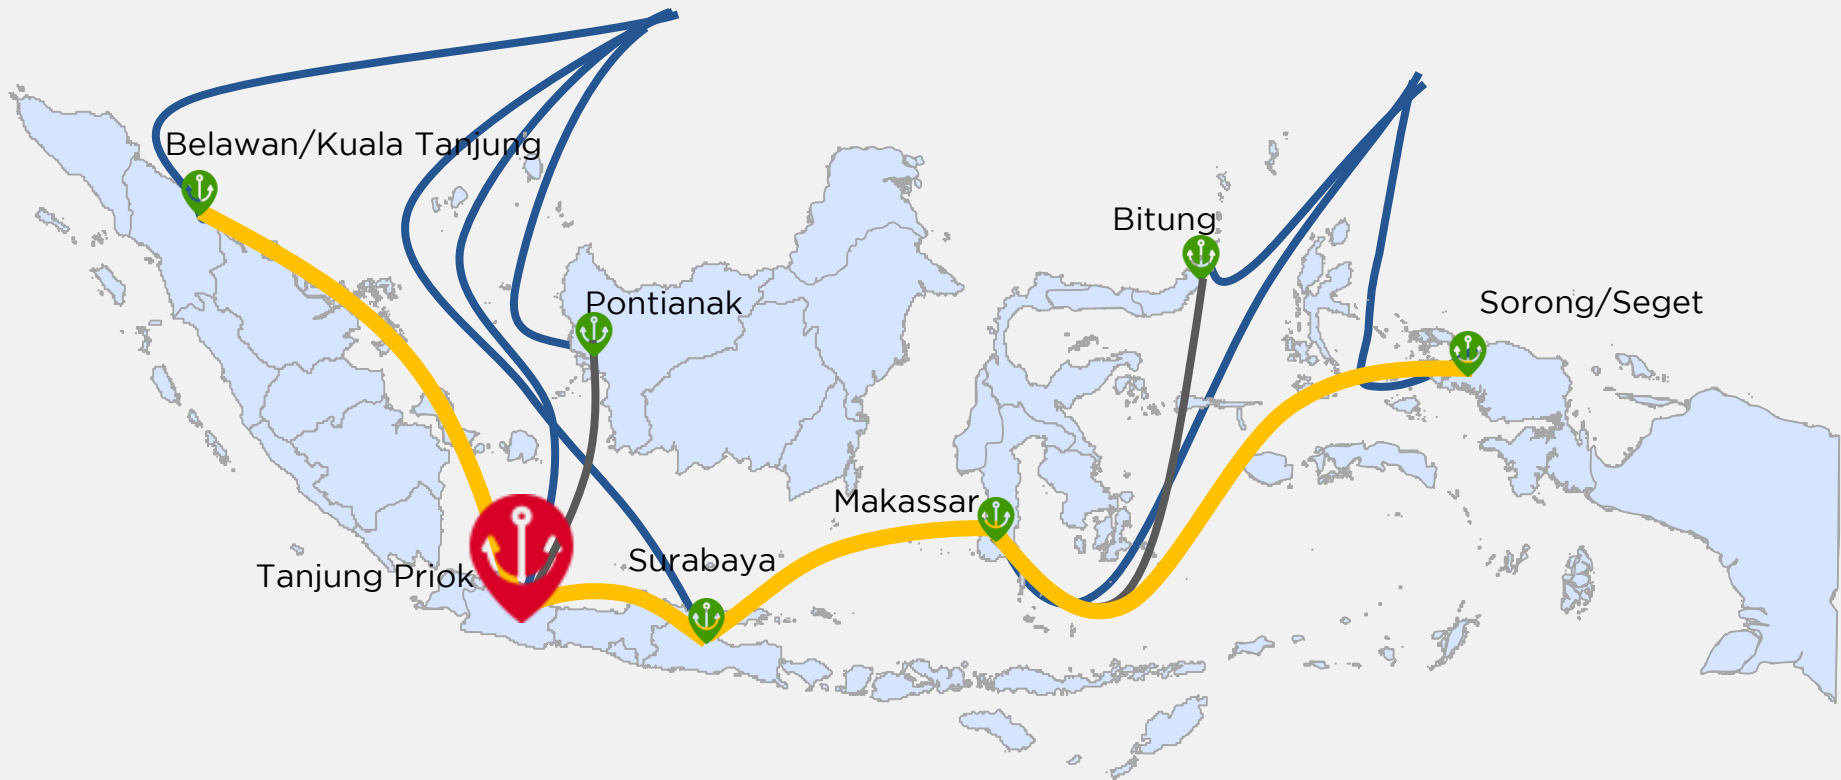 Belawan/Kuala Tanjung
Bitung
Pontianak
Sorong/Seget
Makassar
Surabaya
Tanjung Priok